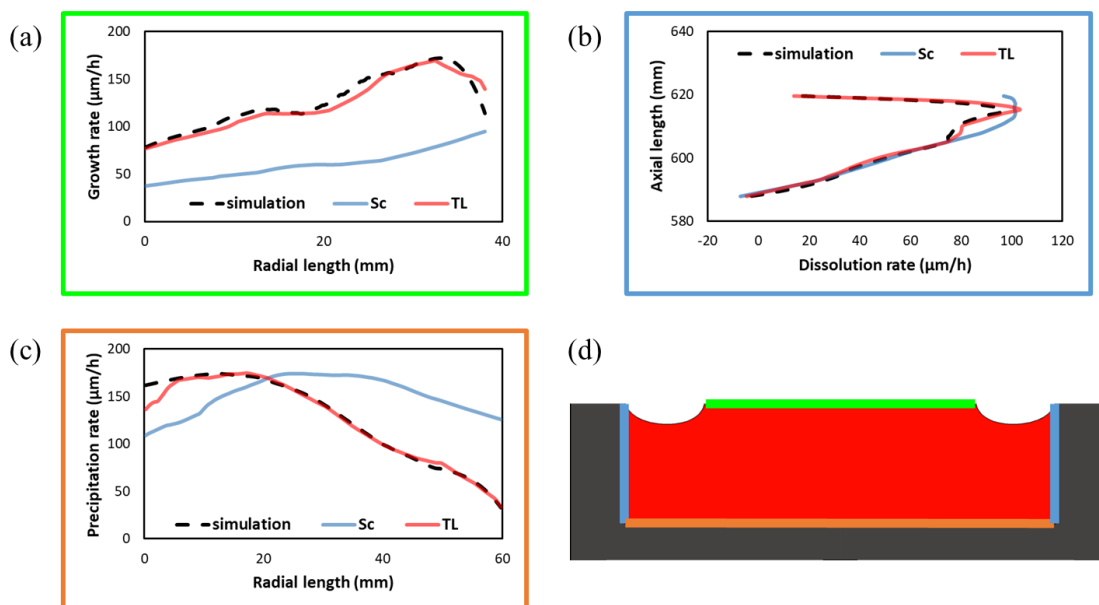 (a)
200
150
100
50
0
Growth rate (μm/h)
simulation Sc TL
0 20 40
Radial length (mm)
(b)
640
620
600
580
Axial length (mm)
simulation Sc TL
-20 0 20 40 60 80 100 120
Dissolution rate (μm/h)
(c)
200
150
100
50
0
Precipitation rate (μm/h)
simulation Sc TL
0 20 40 60
Radial length (mm)
(d)